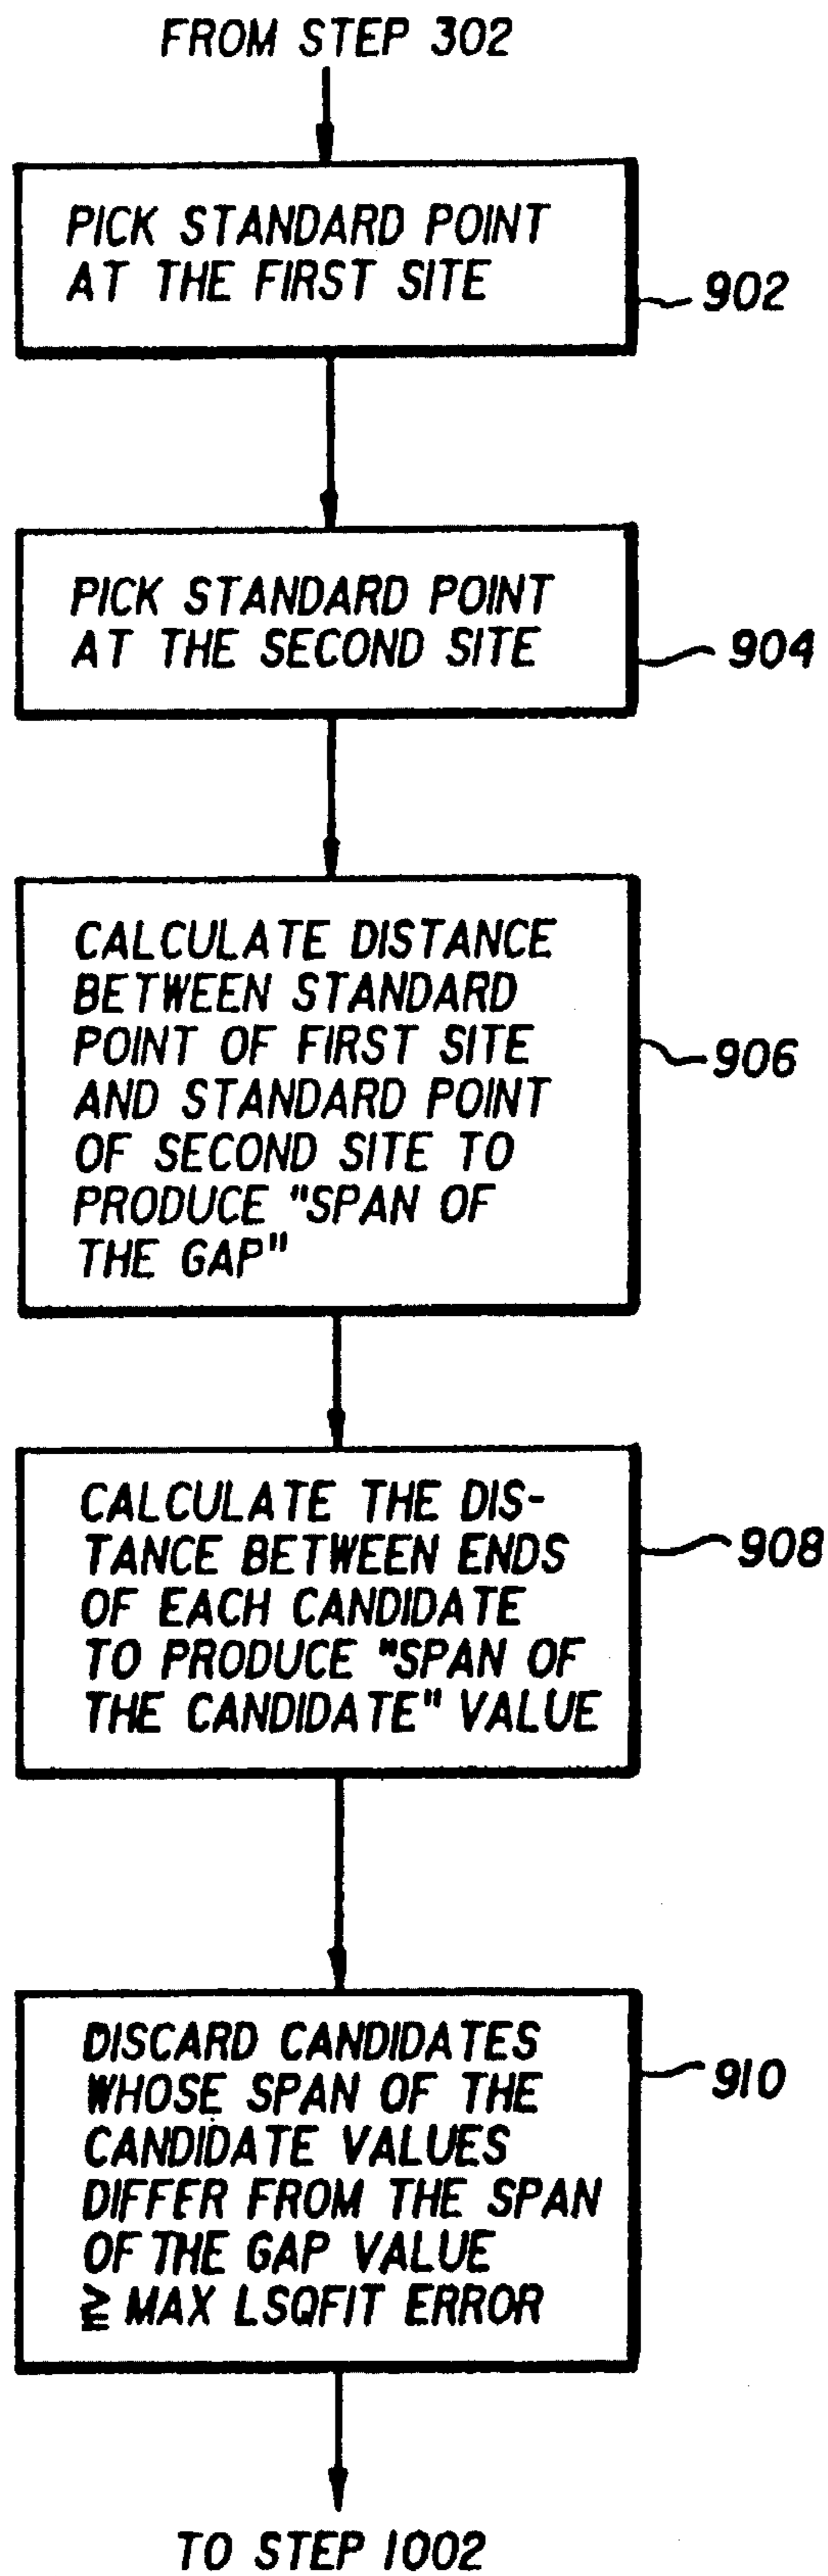 FROM STEP 302
PICK STANDARD POINT
AT THE FIRST SITE
902
PICK STANDARD POINT
AT THE SECOND SITE
904
CALCULATE DISTANCE
BETWEEN STANDARD
POINT OF FIRST SITE
AND STANDARD POINT
OF SECOND SITE TO
PRODUCE "SPAN OF
THE GAP"
906
CALCULATE THE DIS-
TANCE BETWEEN ENDS
OF EACH CANDIDATE
TO PRODUCE "SPAN OF
THE CANDIDATE" VALUE
908
DISCARD CANDIDATES
WHOSE SPAN OF THE
CANDIDATE VALUES
DIFFER FROM THE SPAN
OF THE GAP VALUE
≧ MAX LSQFIT ERROR
910
TO STEP 1002